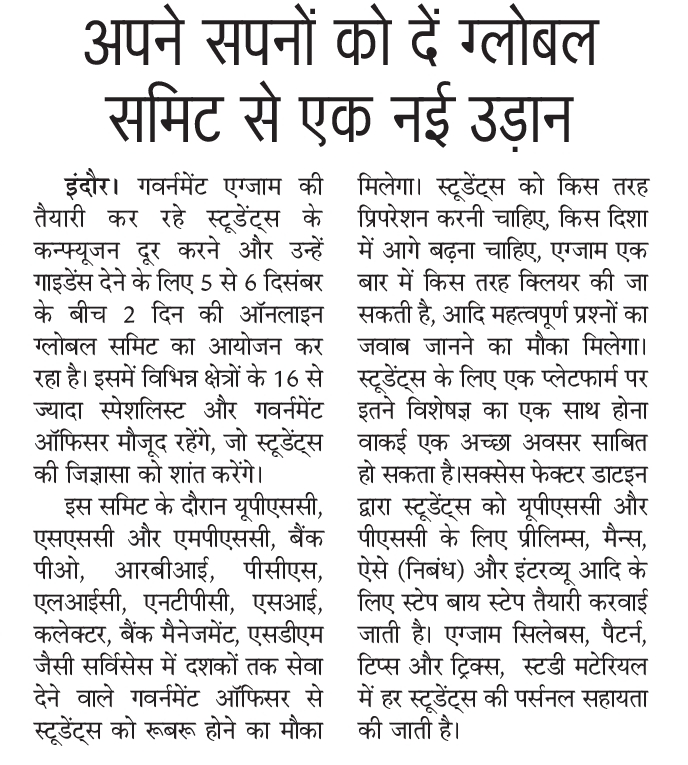 अपने सपनों को दें ग्लोबल
समिट से एक नई उड़ान
इंदौर। गवर्नमेंट एग्जाम की
तैयारी कर रहे स्टूडेंट्स के
कन्फ्यूजन दूर करने और उन्हें
गाइडेंस देने के लिए 5 से 6 दिसंबर
के बीच 2 दिन की ऑनलाइन
ग्लोबल समिट का आयोजन कर
रहा है। इसमें विभिन्न क्षेत्रों के 16 से
ज्यादा स्पेशलिस्ट और गवर्नमेंट
ऑफिसर मौजूद रहेंगे, जो स्टूडेंट्स
की जिज्ञासा को शांत करेंगे।
इस समिट के दौरान यूपीएससी,
एसएससी और एमपीएससी, बैंक
पीओ, आरबीआई, पीसीएस,
एलआईसी, एनटीपीसी, एसआई,
कलेक्टर, बैंक मैनेजमेंट, एसडीएम
जैसी सर्विसेस में दशकों तक सेवा
देने वाले गवर्नमेंट ऑफिसर से
स्टूडेंट्स को रूबरू होने का मौका
मिलेगा। स्टूडेंट्स को किस तरह
प्रिपरेशन करनी चाहिए, किस दिशा
में आगे बढ़ना चाहिए, एग्जाम एक
बार में किस तरह क्लियर की जा
सकती है, आदि महत्वपूर्ण प्रश्नों का
जवाब जानने का मौका मिलेगा।
स्टूडेंट्स के लिए एक प्लेटफार्म पर
इतने विशेषज्ञ का एक साथ होना
वाकई एक अच्छा अवसर साबित
हो सकता है।सक्सेस फेक्टर डाटइन
द्वारा स्टूडेंट्स को यूपीएससी और
पीएससी के लिए प्रीलिम्स, मैन्स,
ऐसे (निबंध) और इंटरव्यू आदि के
लिए स्टेप बाय स्टेप तैयारी करवाई
जाती है। एग्जाम सिलेबस, पैटर्न,
टिप्स और ट्रिक्स, स्टडी मटेरियल
में हर स्टूडेंट्स की पर्सनल सहायता
की जाती है।